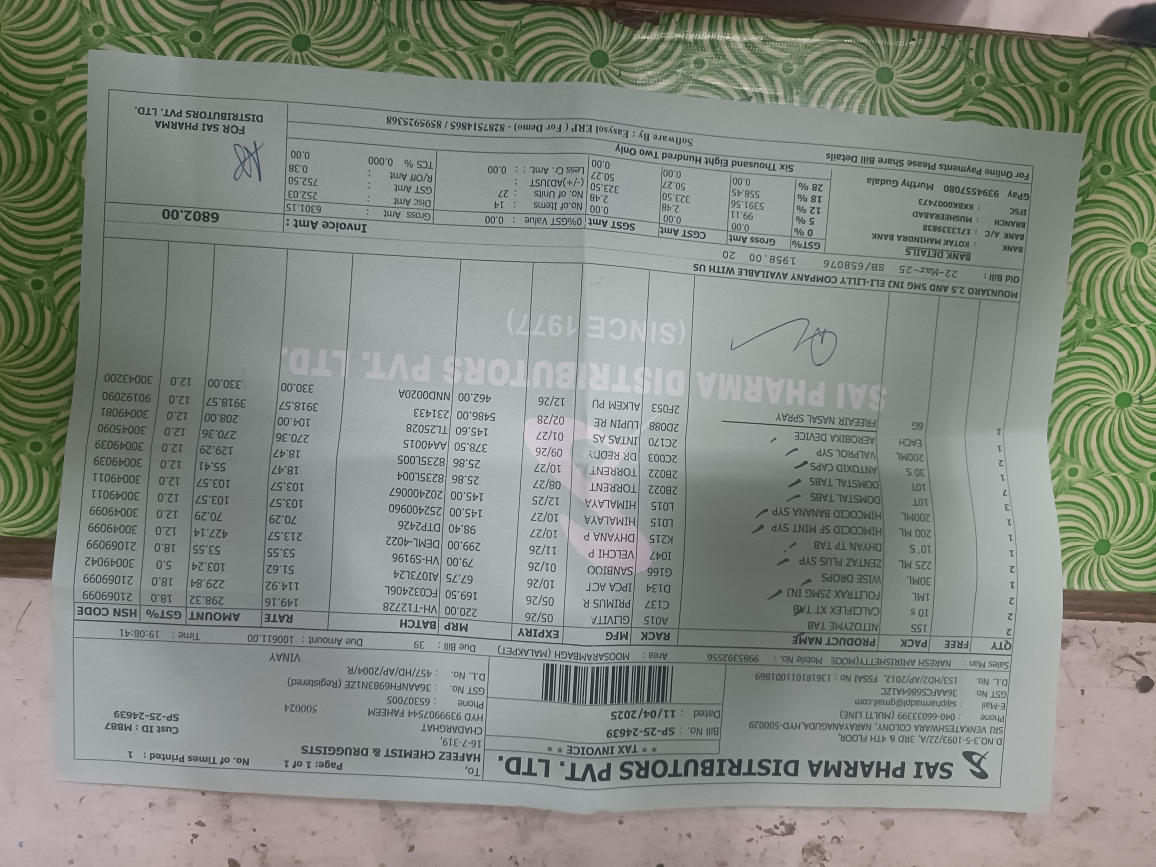 SAI PHARMA DISTRIBUTORS PVT. LTD.
D.NO.3-5-1093/22/A, 3RD & 4TH FLOOR,
SRI VENKATESHWARA COLONY, NARAYANGUDA,HYD-500029
Phone : 040-66033399 (MULTI LINE)
E-Mail : sapharmapl@gmail.com
GST No : 36AAFCS6864A1ZC
D.L. No. : 153/HD2/AP/2012, FSSAI No : 136181011001869
* * TAX INVOICE * *
Bill No. : SP-25-24639
Dated : 11/04/2025
TO, Page: 1 of 1 No. of Times Printed : 1
HAFEEZ CHEMIST & DRUGGISTS
16-7-319, Cust ID : MB87
CHADARGHAT SP-25-24639
HYD 9399907544 FAHEEM 500024
Phone : 65307005
GST No. : 36AANFH6983N1ZE (Registered)
D.L. No. : 457/HD/AP/2004/R VINAY
Sales Man : NARESH AMIRISHETTY(MOOS Mobile No. : 9985392556 Area : MOOSARAMBAGH (MALAKPET) Due Bill : 39 Due Amount : 100611.00 Time : 19:08:41
QTY FREE PACK PRODUCT NAME RACK MFG EXPIRY MRP BATCH RATE AMOUNT GST% HSN CODE
2 15S NITOZYME TAB A015 GLIVITA 05/26 220.00 VH-T12728 149.16 298.32 18.0 21069099
2 10 s CALCIFLEX XT TAB C137 PRIMUS R 05/26 169.50 114.92 229.84 18.0 21069099
2 1ML FOLITRAX 25MG INJ D134 IPCA ACT 10/26 67.75 AI073L24 51.62 103.24 5.0 30049042
1 30ML WISE DROPS G166 SANBIOO 01/26 79.00 VH-S9196 53.55 53.55 18.0 21069099
2 225 ML ZENTAZ PLUS SYP 1047 VELCHI P 11/26 299.00 DEML-4022 213.57 427.14 12.0 30049099
1 10`S DHYAN TP TAB K215 DHYANA P 10/27 98.40 DTP2426 70.29 70.29 12.0 30049099
1 200 ML HIMOCID SF MINT SYP L015 HIMALAYA 10/27 145.00 252400960 103.57 103.57 12.0 30049011
1 200ML HIMOCID BANANA SYP L015 HIMALAYA 12/25 145.00 202400067 103.57 103.57 12.0 30049011
3 10T DOMSTAL TABS 2B022 TORRENT 08/27 25.86 8235L004 18.47 55.41 12.0 30049039
7 10T DOMSTAL TABS 2B022 TORRENT 10/27 25.86 8235L005 18.47 129.29 12.0 30049039
1 30 S ANTOXID CAPS 2C003 DR REDDY 09/26 378.50 AA40015 270.36 270.36 12.0 30045090
2 200ML VALPROL SYP 2C170 INTAS AS 01/27 145.60 TL25028 104.00 208.00 12.0 30049081
1 EACH AEROBIKA DEVICE 2D088 LUPIN RE 02/28 5486.00 231433 3918.57 3918.57 12.0 90192090
1 6G FREEAIR NASAL SPRAY 2F053 ALKEM PU 12/26 462.00 NND0020A 330.00 330.00 12.0 30043200
SAI PHARMA DISTRIBUTORS PVT. LTD.
(SINCE 1977)
MOUNJARO 2.5 AND 5MG INJ ELI-LILLY COMPANY AVAILABLE WITH US
Old Bill : 22-Mar-25 SB/658076 1958.00 20
Invoice Amt : 6802.00
BANK DETAILS
BANK : KOTAK MAHINDRA BANK
BANK A/C : 1713339838
BRANCH : MUSHEERABAD
IFSC : KKBK0007473
GPay 9394557080 Murthy Gudala
For Online Payments Please Share Bill Details
GST% Gross Amt CGST Amt SGST Amt
0 % 0.00 0.00 0.00
5 % 99.11 2.48 2.48
12 % 5391.56 323.50 323.50
18 % 558.45 50.27 50.27
28 % 0.00 0.00 0.00
0%GST Value : 0.00
No.of Items : 14
No. of Units : 27
(-/+)ADJUST :
Less Cr. Amt. : 0.00
Gross Amt : 6301.15
Disc Amt : 252.03
GST Amt : 752.50
R/Off Amt : 0.38
TCS % 0.000 0.00
Six Thousand Eight Hundred Two Only
Software By : Easysol ERP ( For Demo) - 8287514865 / 8595925368
FOR SAI PHARMA
DISTRIBUTORS PVT. LTD.